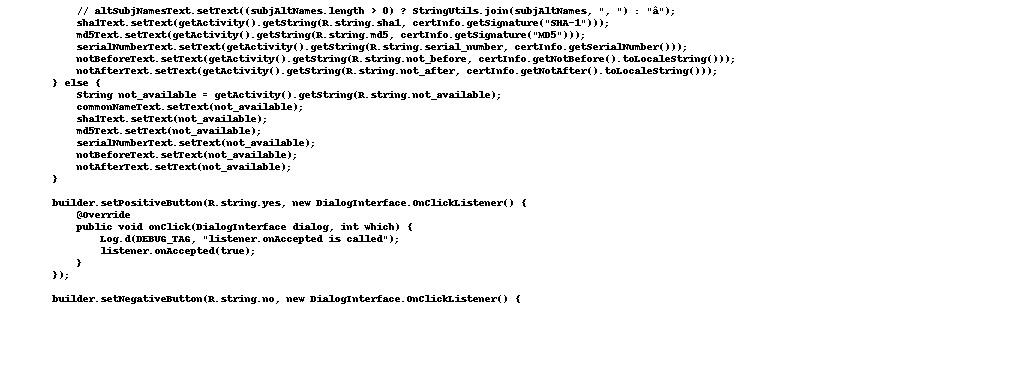 // altSubjNamesText.setText((subjAltNames.length > 0) ? StringUtils.join(subjAltNames, ", ") : "â");
sha1Text.setText(getActivity().getString(R.string.sha1, certInfo.getSignature("SHA-1")));
md5Text.setText(getActivity().getString(R.string.md5, certInfo.getSignature("MD5")));
serialNumberText.setText(getActivity().getString(R.string.serial_number, certInfo.getSerialNumber()));
notBeforeText.setText(getActivity().getString(R.string.not_before, certInfo.getNotBefore().toLocaleString()));
notAfterText.setText(getActivity().getString(R.string.not_after, certInfo.getNotAfter().toLocaleString()));
} else {
String not_available = getActivity().getString(R.string.not_available);
commonNameText.setText(not_available);
sha1Text.setText(not_available);
md5Text.setText(not_available);
serialNumberText.setText(not_available);
notBeforeText.setText(not_available);
notAfterText.setText(not_available);
}
builder.setPositiveButton(R.string.yes, new DialogInterface.OnClickListener() {
@Override
public void onClick(DialogInterface dialog, int which) {
Log.d(DEBUG_TAG, "listener.onAccepted is called");
listener.onAccepted(true);
}
});
builder.setNegativeButton(R.string.no, new DialogInterface.OnClickListener() {